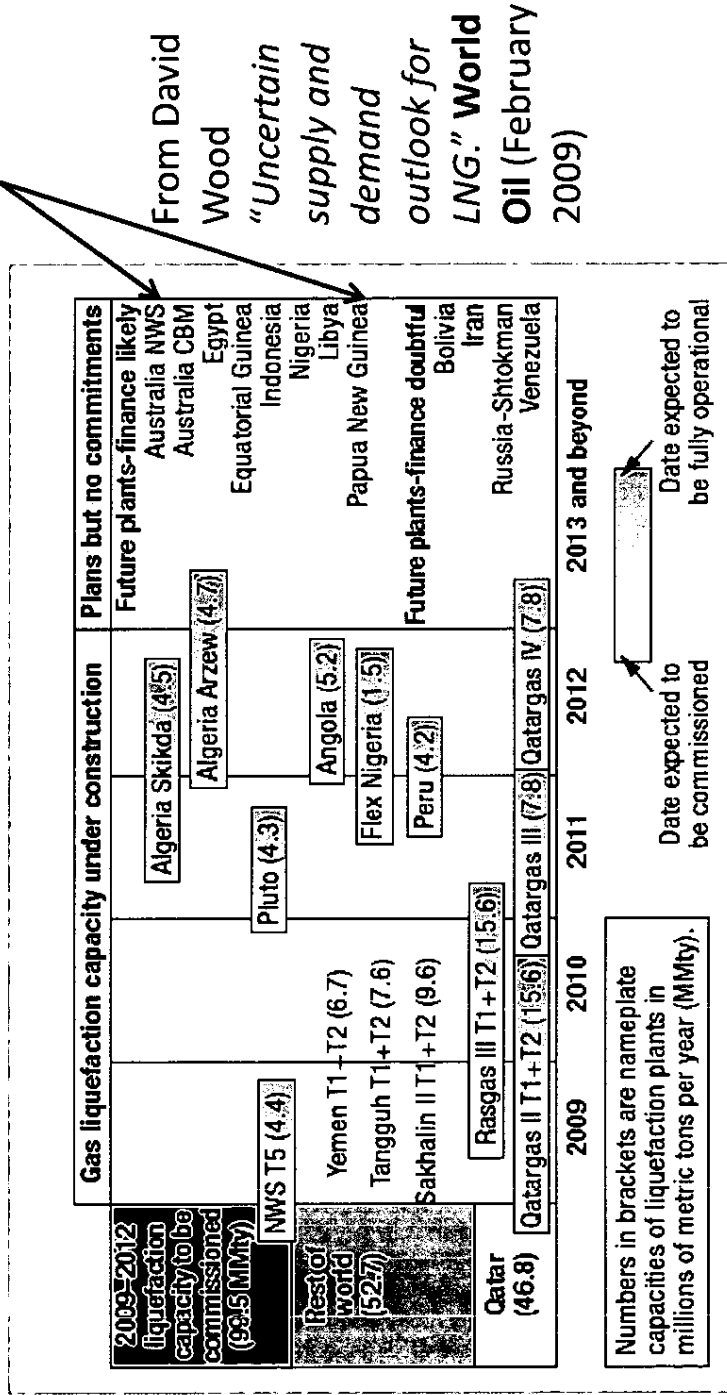 Gas liquefaction capacity under construction
Plans but no commitments
2009–2012
liquefaction
capacity to be
commissioned
(99.5 MMty)
Rest of
world
(52.7)
Qatar
(46.8)
NWS T5 (4.4)
Yemen T1+T2 (6.7)
Tangguh T1+T2 (7.6)
Sakhalin II T1+T2 (9.6)
Rasgas III T1+T2 (15.6)
Qatargas II T1+T2 (15.6)
Pluto (4.3)
Algeria Skikda (4.5)
Algeria Arzew (4.7)
Angola (5.2)
Flex Nigeria (1.5)
Peru (4.2)
Qatargas III (7.8)
Qatargas IV (7.8)
Future plants-finance likely
Australia NWS
Australia CBM
Egypt
Equatorial Guinea
Indonesia
Nigeria
Libya
Papua New Guinea
Future plants-finance doubtful
Bolivia
Iran
Russia-Shtokman
Venezuela
2009
2010
2011
2012
2013 and beyond
Numbers in brackets are nameplate
capacities of liquefaction plants in
millions of metric tons per year (MMty).
Date expected to
be commissioned
Date expected to
be fully operational
From David
Wood
“Uncertain
supply and
demand
outlook for
LNG.” World
Oil (February
2009)